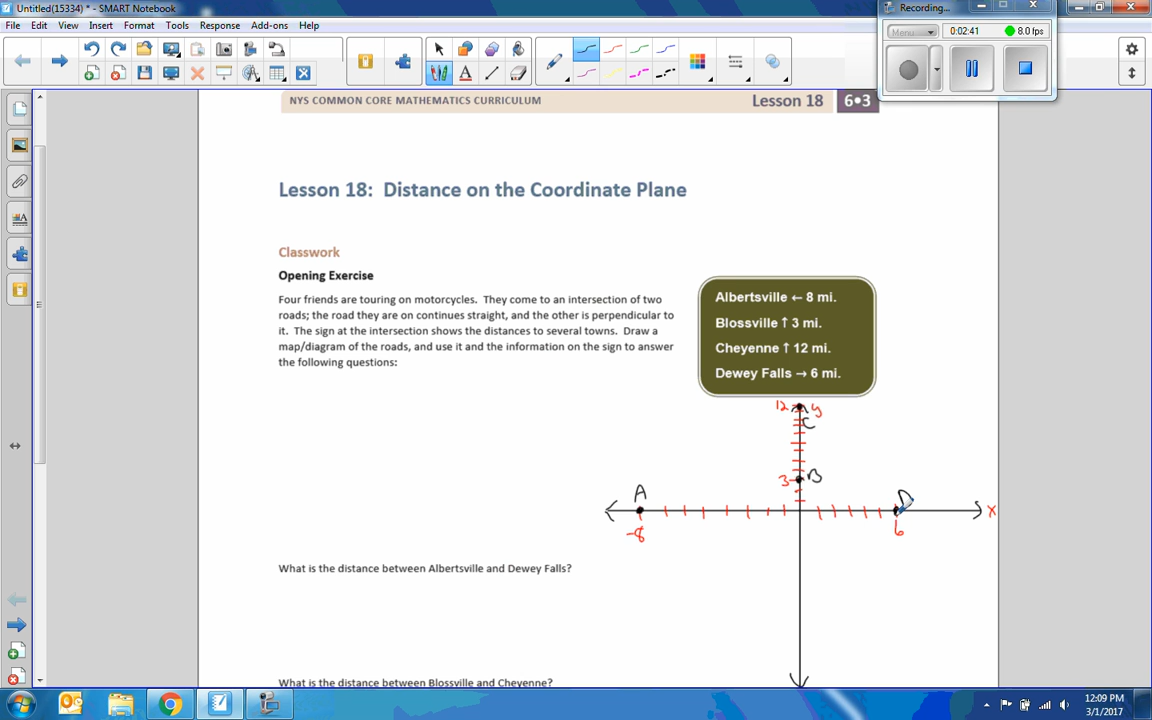 Untitled(15334) * - SMART Notebook
File Edit View Insert Format Tools Response Add-ons Help
Recording...
Menu
0:02:41
8.0 fps
NYS COMMON CORE MATHEMATICS CURRICULUM
Lesson 18
6•3
Lesson 18: Distance on the Coordinate Plane
Classwork
Opening Exercise
Four friends are touring on motorcycles. They come to an intersection of two
roads; the road they are on continues straight, and the other is perpendicular to
it. The sign at the intersection shows the distances to several towns. Draw a
map/diagram of the roads, and use it and the information on the sign to answer
the following questions:
Albertsville ← 8 mi.
Blossville ↑ 3 mi.
Cheyenne ↑ 12 mi.
Dewey Falls → 6 mi.
12 y
C
3 B
A D
x
-8 6
What is the distance between Albertsville and Dewey Falls?
What is the distance between Blossville and Cheyenne?
12:09 PM
3/1/2017